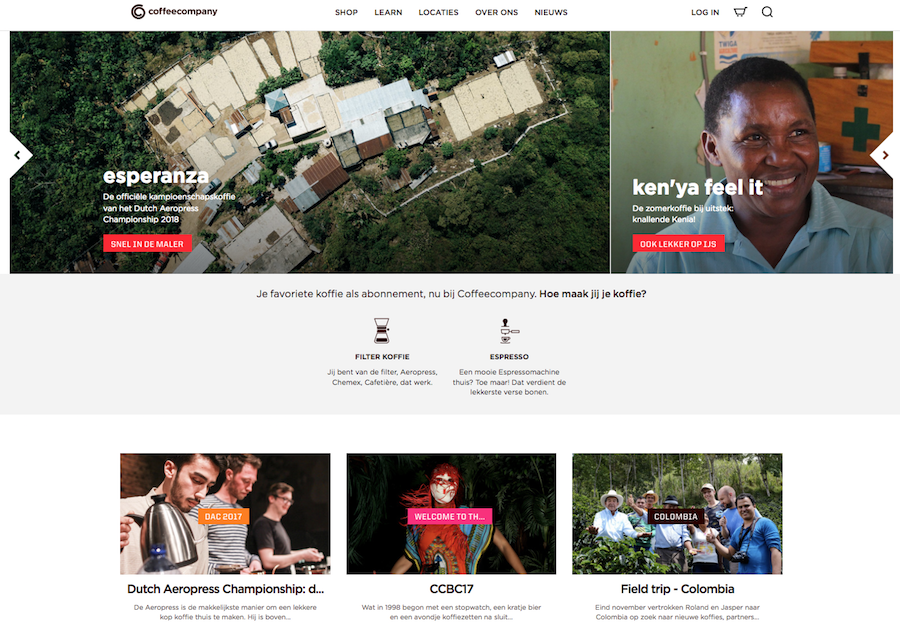 coffeecompany
SHOP LEARN LOCATIES OVER ONS NIEUWS
LOG IN
TWIGA
esperanza
De officiële kampioenschapskoffie
van het Dutch Aeropress
Championship 2018
SNEL IN DE MALER
ken'ya feel it
De zomerkoffie bij uitstek:
knallende Kenia!
OOK LEKKER OP IJS
Je favoriete koffie als abonnement, nu bij Coffeecompany. Hoe maak jij je koffie?
FILTER KOFFIE
Jij bent van de filter, Aeropress,
Chemex, Cafetière, dat werk.
ESPRESSO
Een mooie Espressomachine
thuis? Toe maar! Dat verdient de
lekkerste verse bonen.
DAC 2017
Dutch Aeropress Championship: d...
De Aeropress is de makkelijkste manier om een lekkere
kop koffie thuis te maken. Hij is boven...
WELCOME TO TH...
CCBC17
Wat in 1998 begon met een stopwatch, een kratje bier
en een avondje koffiezetten na sluit...
COLOMBIA
Field trip - Colombia
Eind november vertrokken Roland en Jasper naar
Colombia op zoek naar nieuwe koffies, partners...